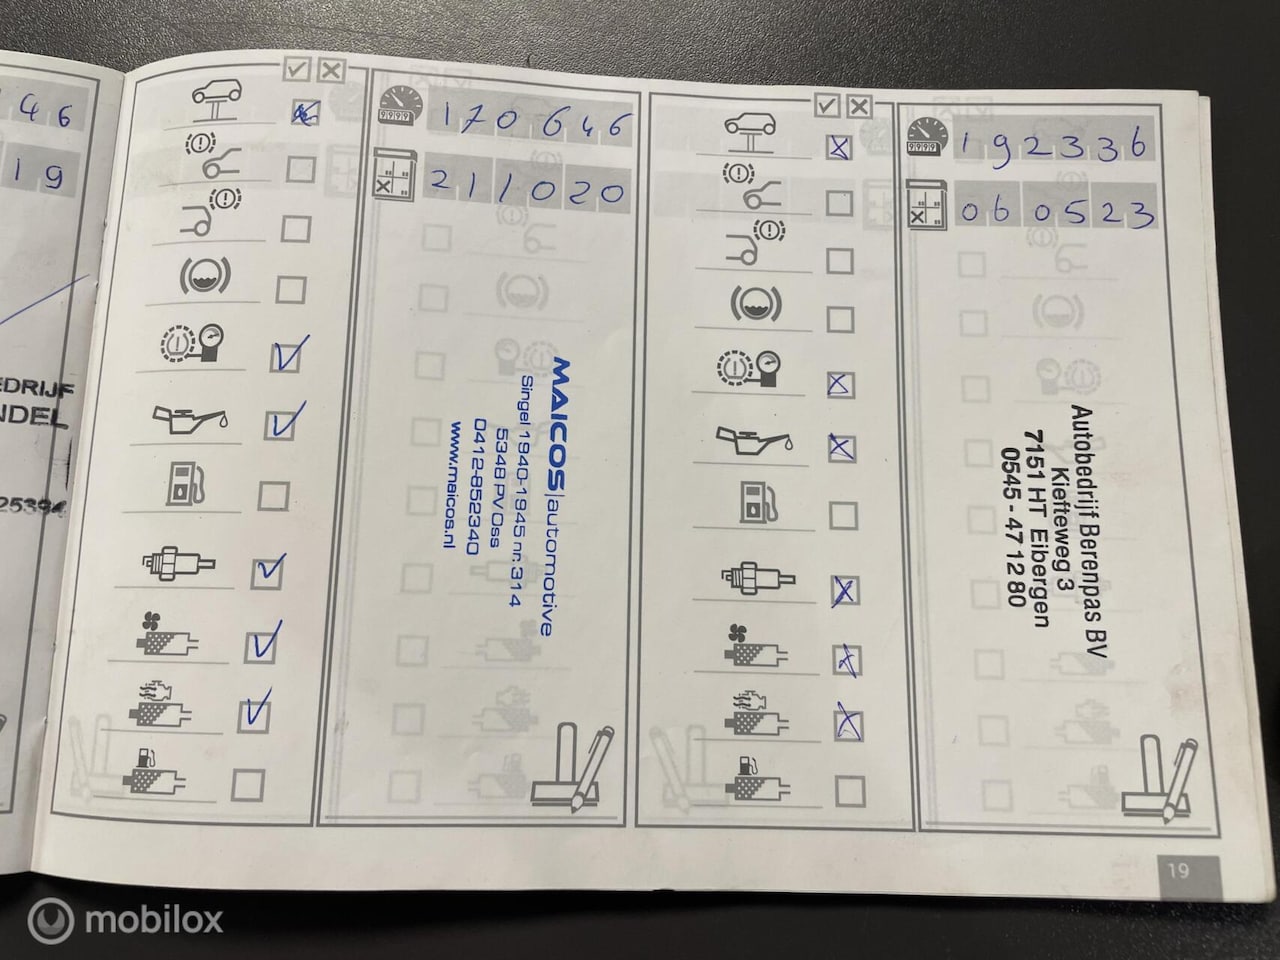 46
19
EDRIJF
NDEL
25394
170646
211020
MAICOS|automotive
Singel 1940-1945 nr.314
5348 PV Oss
0412-852340
www.maicos.nl
192336
060523
Autobedrijf Berenpas BV
Kiefteweg 3
7151 HT Eibergen
0545 - 47 12 80
19
mobilox